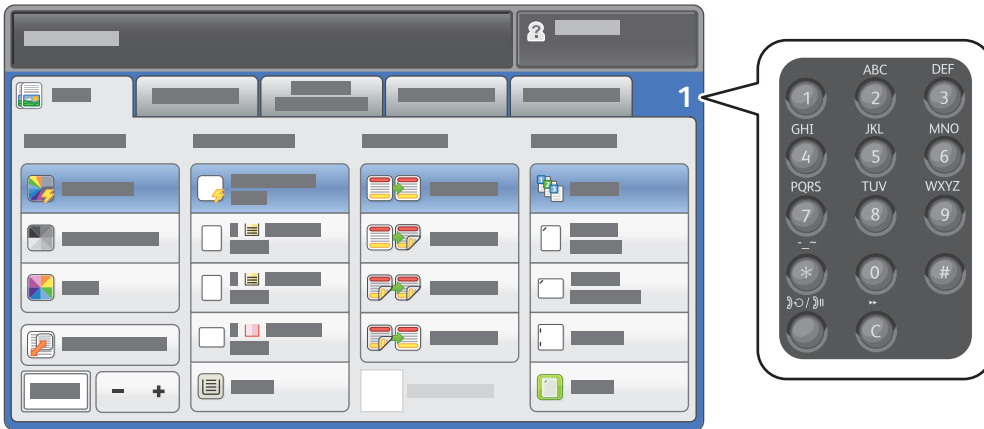 ?
1
- +
ABC DEF
1 2 3
GHI JKL MNO
4 5 6
PQRS TUV WXYZ
7 8 9
-_~
* 0 #
/
C